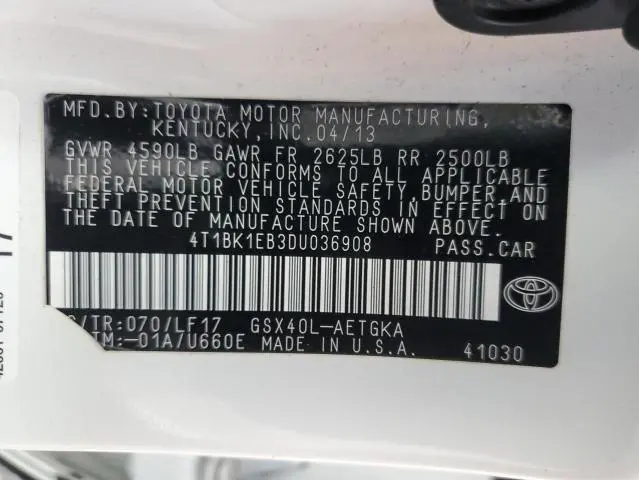 MFD.BY:TOYOTA MOTOR MANUFACTURING,
KENTUCKY,INC.04/13
GVWR 4590LB GAWR FR 2625LB RR 2500LB
THIS VEHICLE CONFORMS TO ALL APPLICABLE
FEDERAL MOTOR VEHICLE SAFETY,BUMPER,AND
THEFT PREVENTION STANDARDS IN EFFECT ON
THE DATE OF MANUFACTURE SHOWN ABOVE.
4T1BK1EB3DU036908 PASS.CAR
/TR:070/LF17 GSX40L-AETGKA
TM:-01A/U660E MADE IN U.S.A. 41030